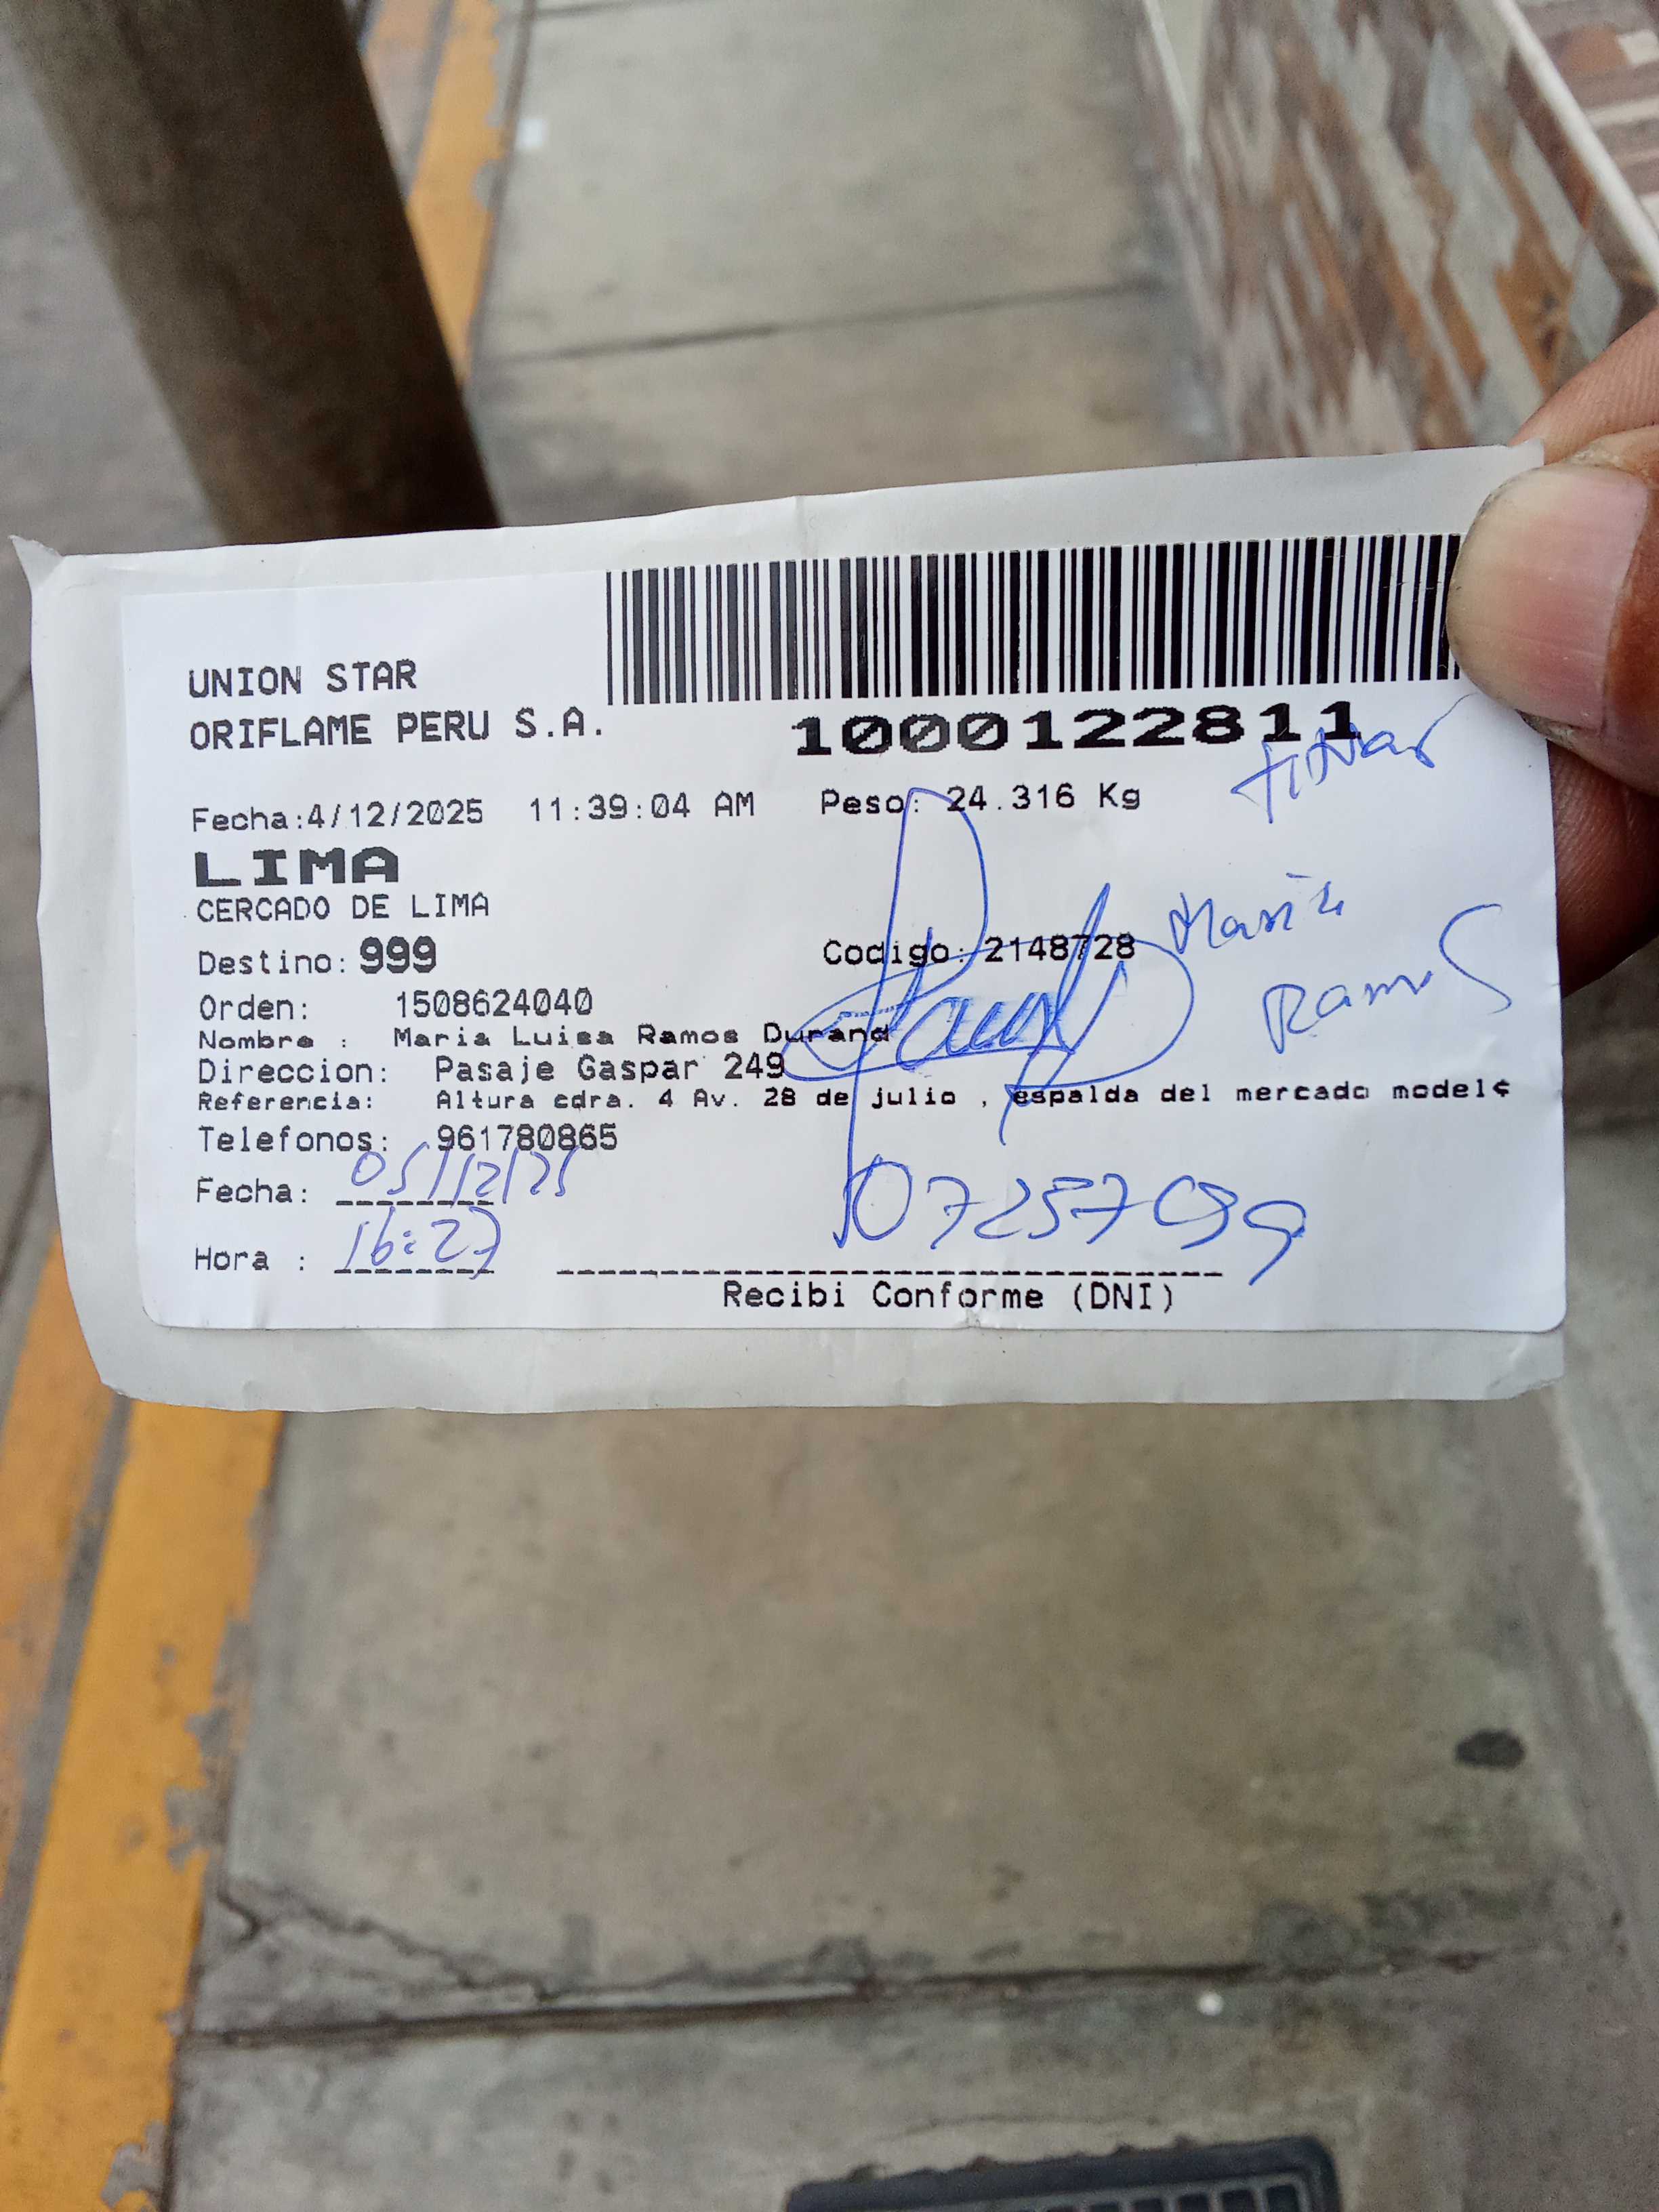 UNION STAR
ORIFLAME PERU S.A.
1000122811
Fecha:4/12/2025 11:39:04 AM Peso: 24.316 Kg
LIMA
CERCADO DE LIMA
Maria
Destino: 999 Codigo: 2148728
Ramos
Orden: 1508624040
Nombre : Maria Luisa Ramos Durand
Direccion: Pasaje Gaspar 249
Referencia: Altura cdra. 4 Av. 28 de julio , espalda del mercado model¢
Telefonos: 961780865
Fecha: 05/12/25
Hora : 16:27
Recibi Conforme (DNI)